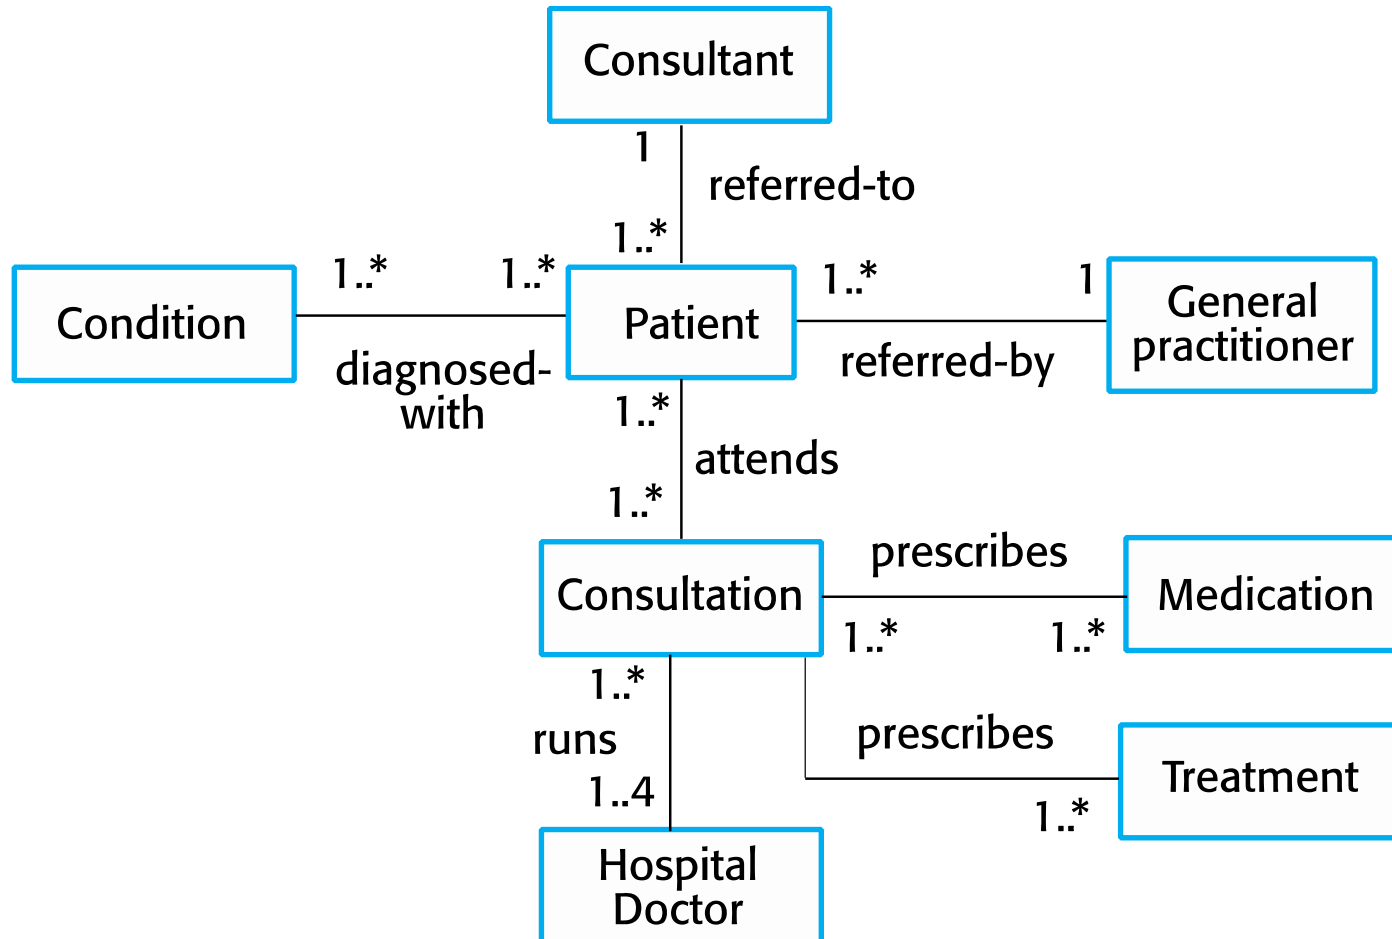 Consultant
1
referred-to
1..*
1..*
1..*
1..*
1
Condition
Patient
General
practitioner
diagnosed-
with
referred-by
1..*
attends
1..*
prescribes
Consultation
Medication
1..*
1..*
1..*
runs
prescribes
1..4
Treatment
1..*
Hospital
Doctor